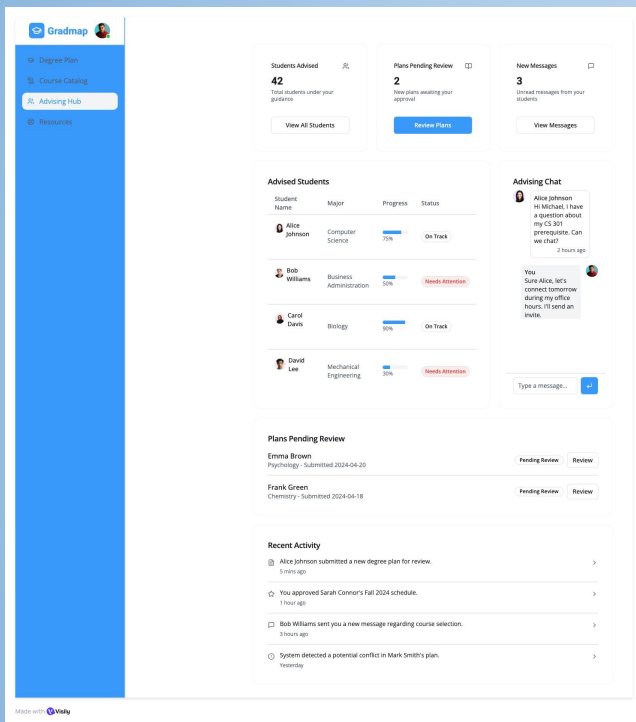 Gradmap
Degree Plan
Course Catalog
Advising Hub
Resources
Students Advised
42
Total students under your
guidance
View All Students
Plans Pending Review
2
New plans awaiting your
approval
Review Plans
New Messages
3
Unread messages from your
students
View Messages
Advised Students
Student
Name
Major
Progress
Status
Alice
Johnson
Computer
Science
75%
On Track
Bob
Williams
Business
Administration
50%
Needs Attention
Carol
Davis
Biology
90%
On Track
David
Lee
Mechanical
Engineering
30%
Needs Attention
Advising Chat
Alice Johnson
Hi Michael, I have
a question about
my CS 301
prerequisite. Can
we chat?
2 hours ago
You
Sure Alice, let's
connect tomorrow
during my office
hours. I'll send an
invite.
Type a message...
Plans Pending Review
Emma Brown
Psychology - Submitted 2024-04-20
Pending Review
Review
Frank Green
Chemistry - Submitted 2024-04-18
Pending Review
Review
Recent Activity
Alice Johnson submitted a new degree plan for review.
5 mins ago
You approved Sarah Connor's Fall 2024 schedule.
1 hour ago
Bob Williams sent you a new message regarding course selection.
3 hours ago
System detected a potential conflict in Mark Smith's plan.
Yesterday
Made with Visily